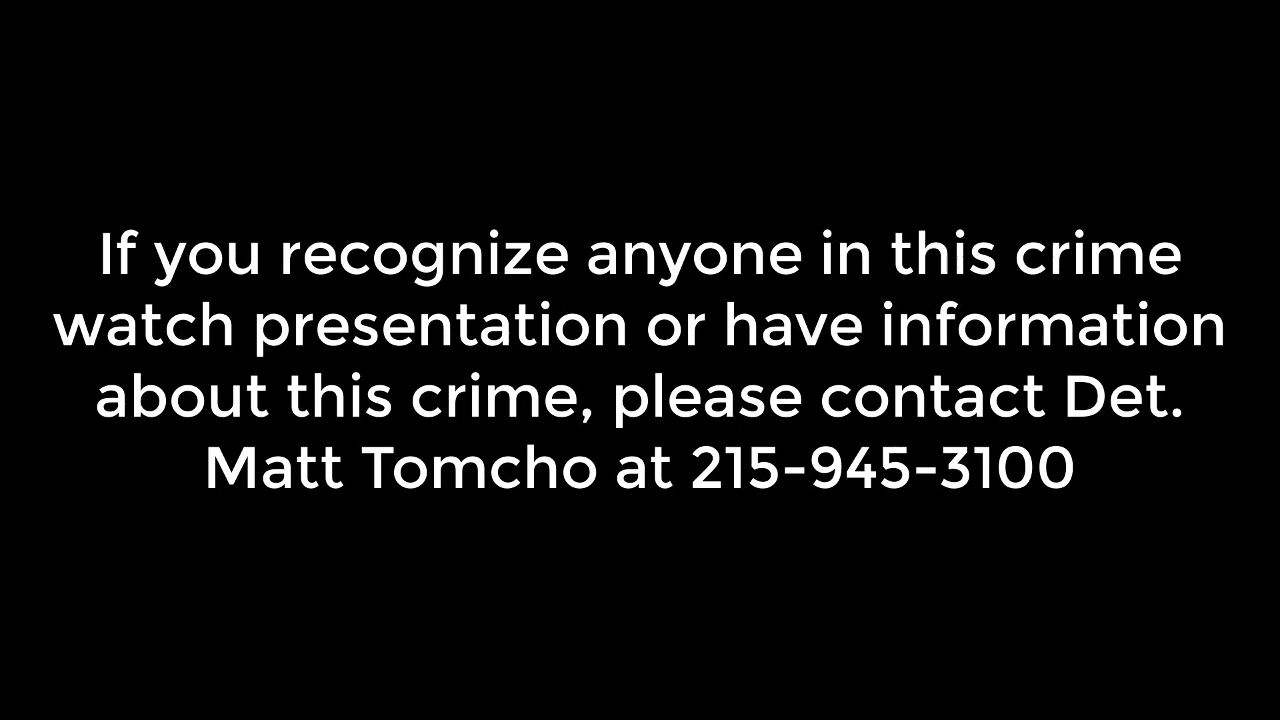 If you recognize anyone in this crime
watch presentation or have information
about this crime, please contact Det.
Matt Tomcho at 215-945-3100